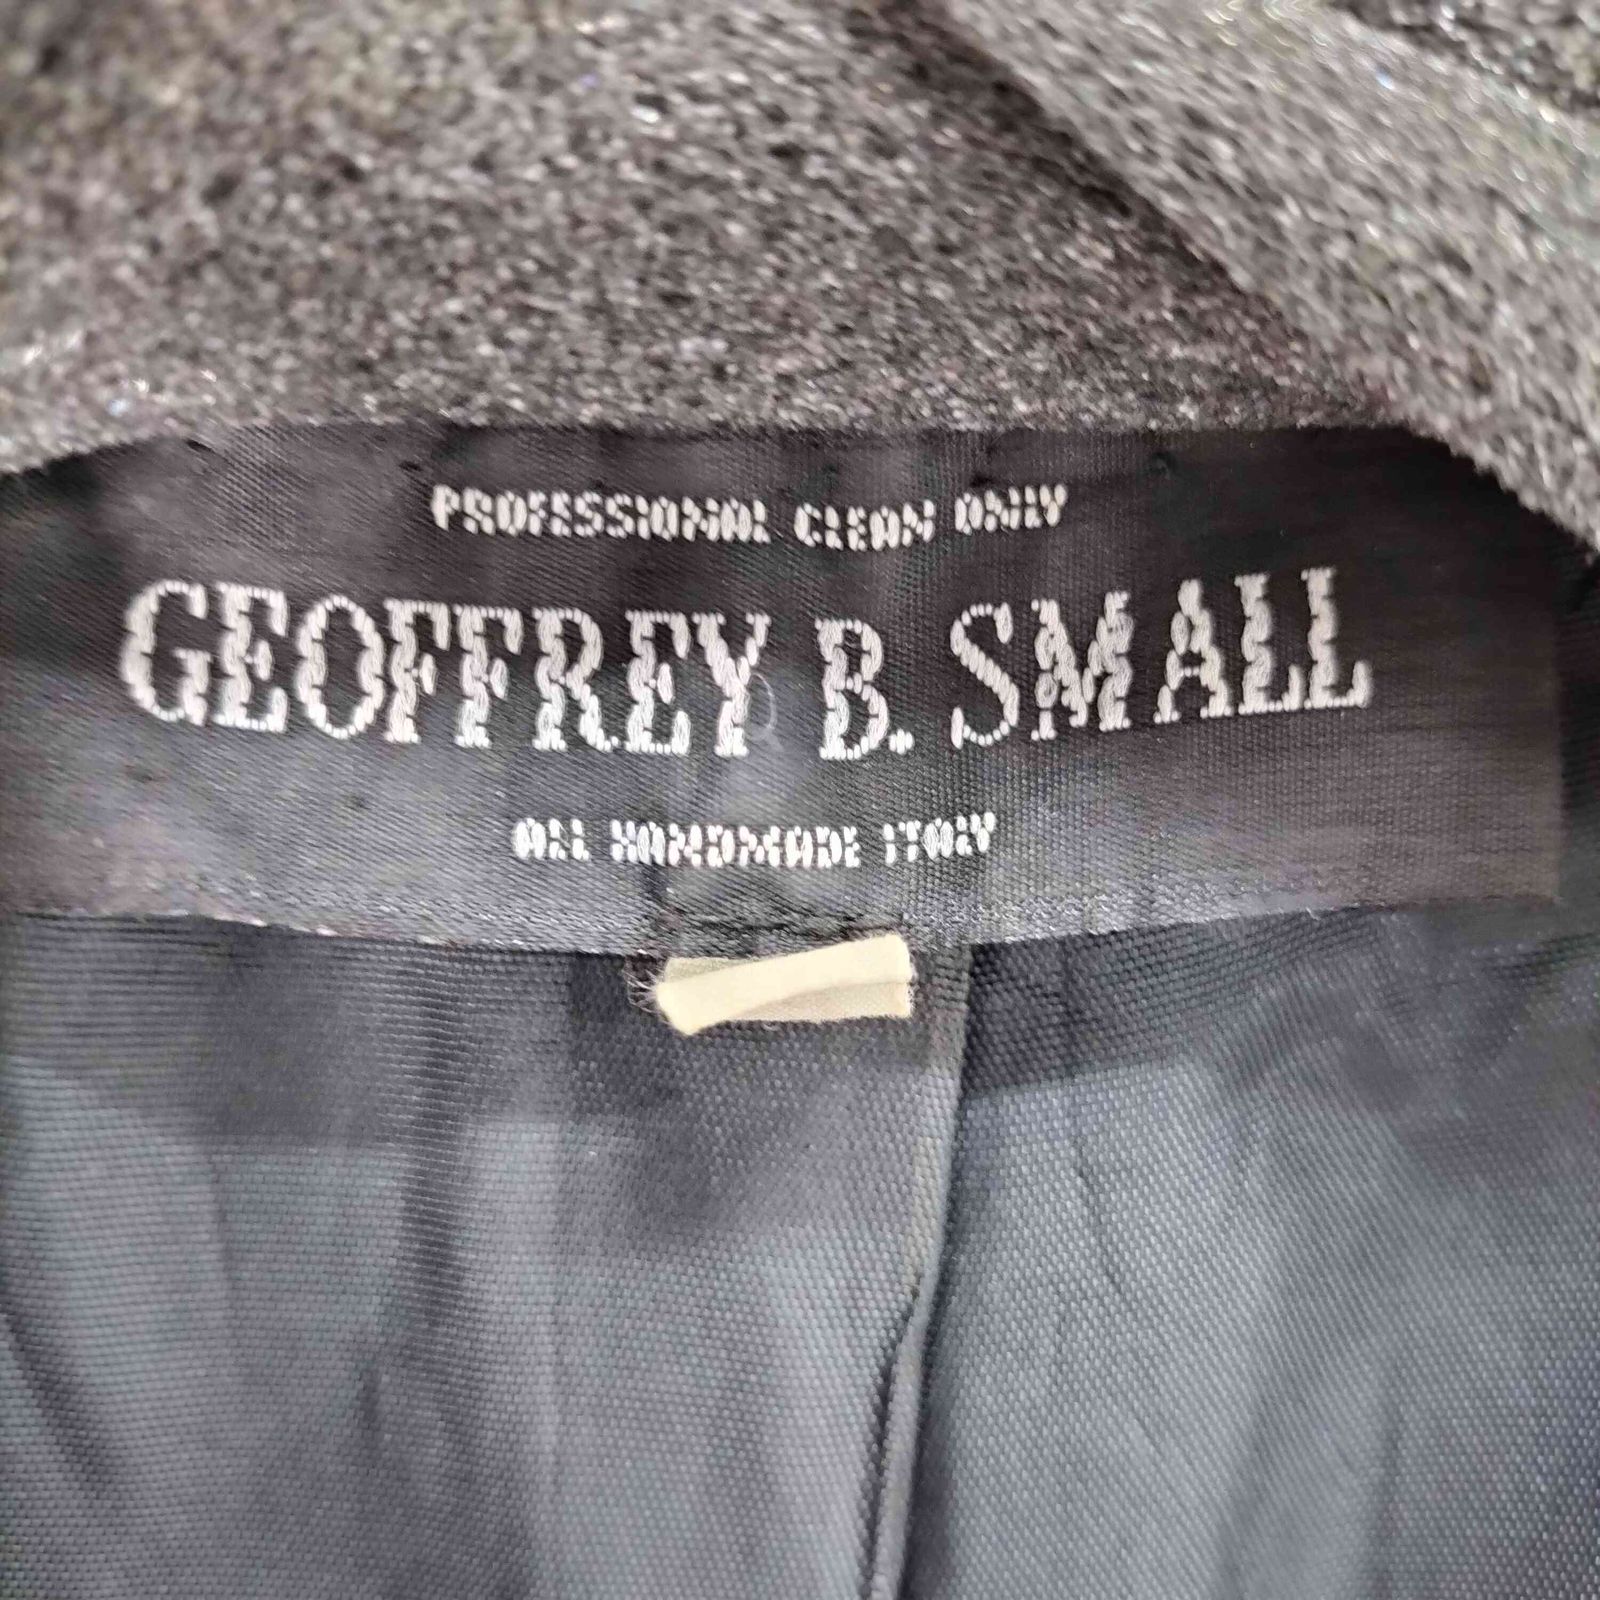 PROFESSIONAL CLEAN ONLY
GEOFFREY B. SMALL
ALL HANDMADE ITALY